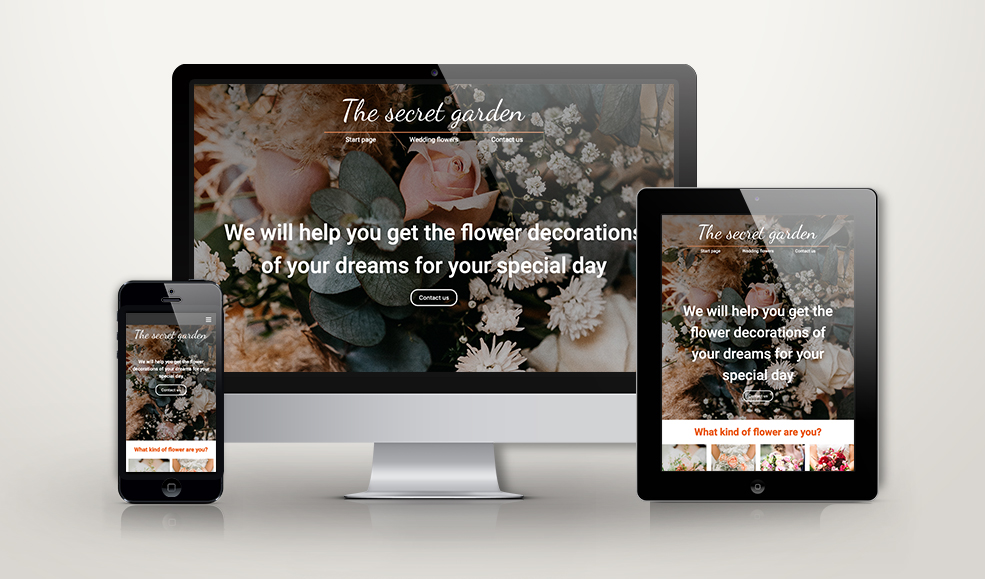 The secret garden
Start page Wedding flowers Contact us
We will help you get the flower decorations
of your dreams for your special day
Contact us
The secret garden
We will help you get the flower
decorations of your dreams for your
special day
Contact us
What kind of flower are you?
The secret garden
Start page Wedding flowers Contact us
We will help you get the
flower decorations of
your dreams for your
special day
Contact us
What kind of flower are you?